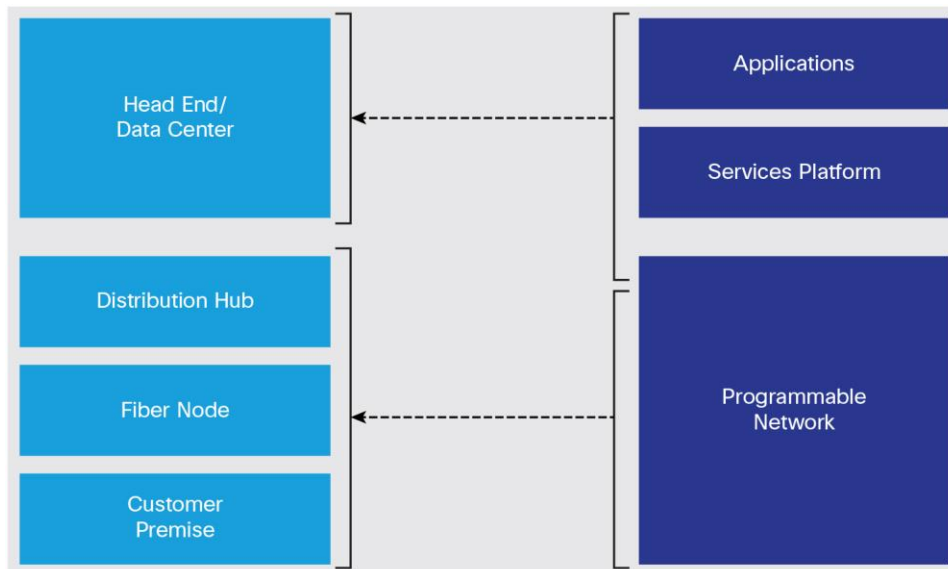 Head End/
Data Center
Distribution Hub
Fiber Node
Customer
Premise
Applications
Services Platform
Programmable
Network